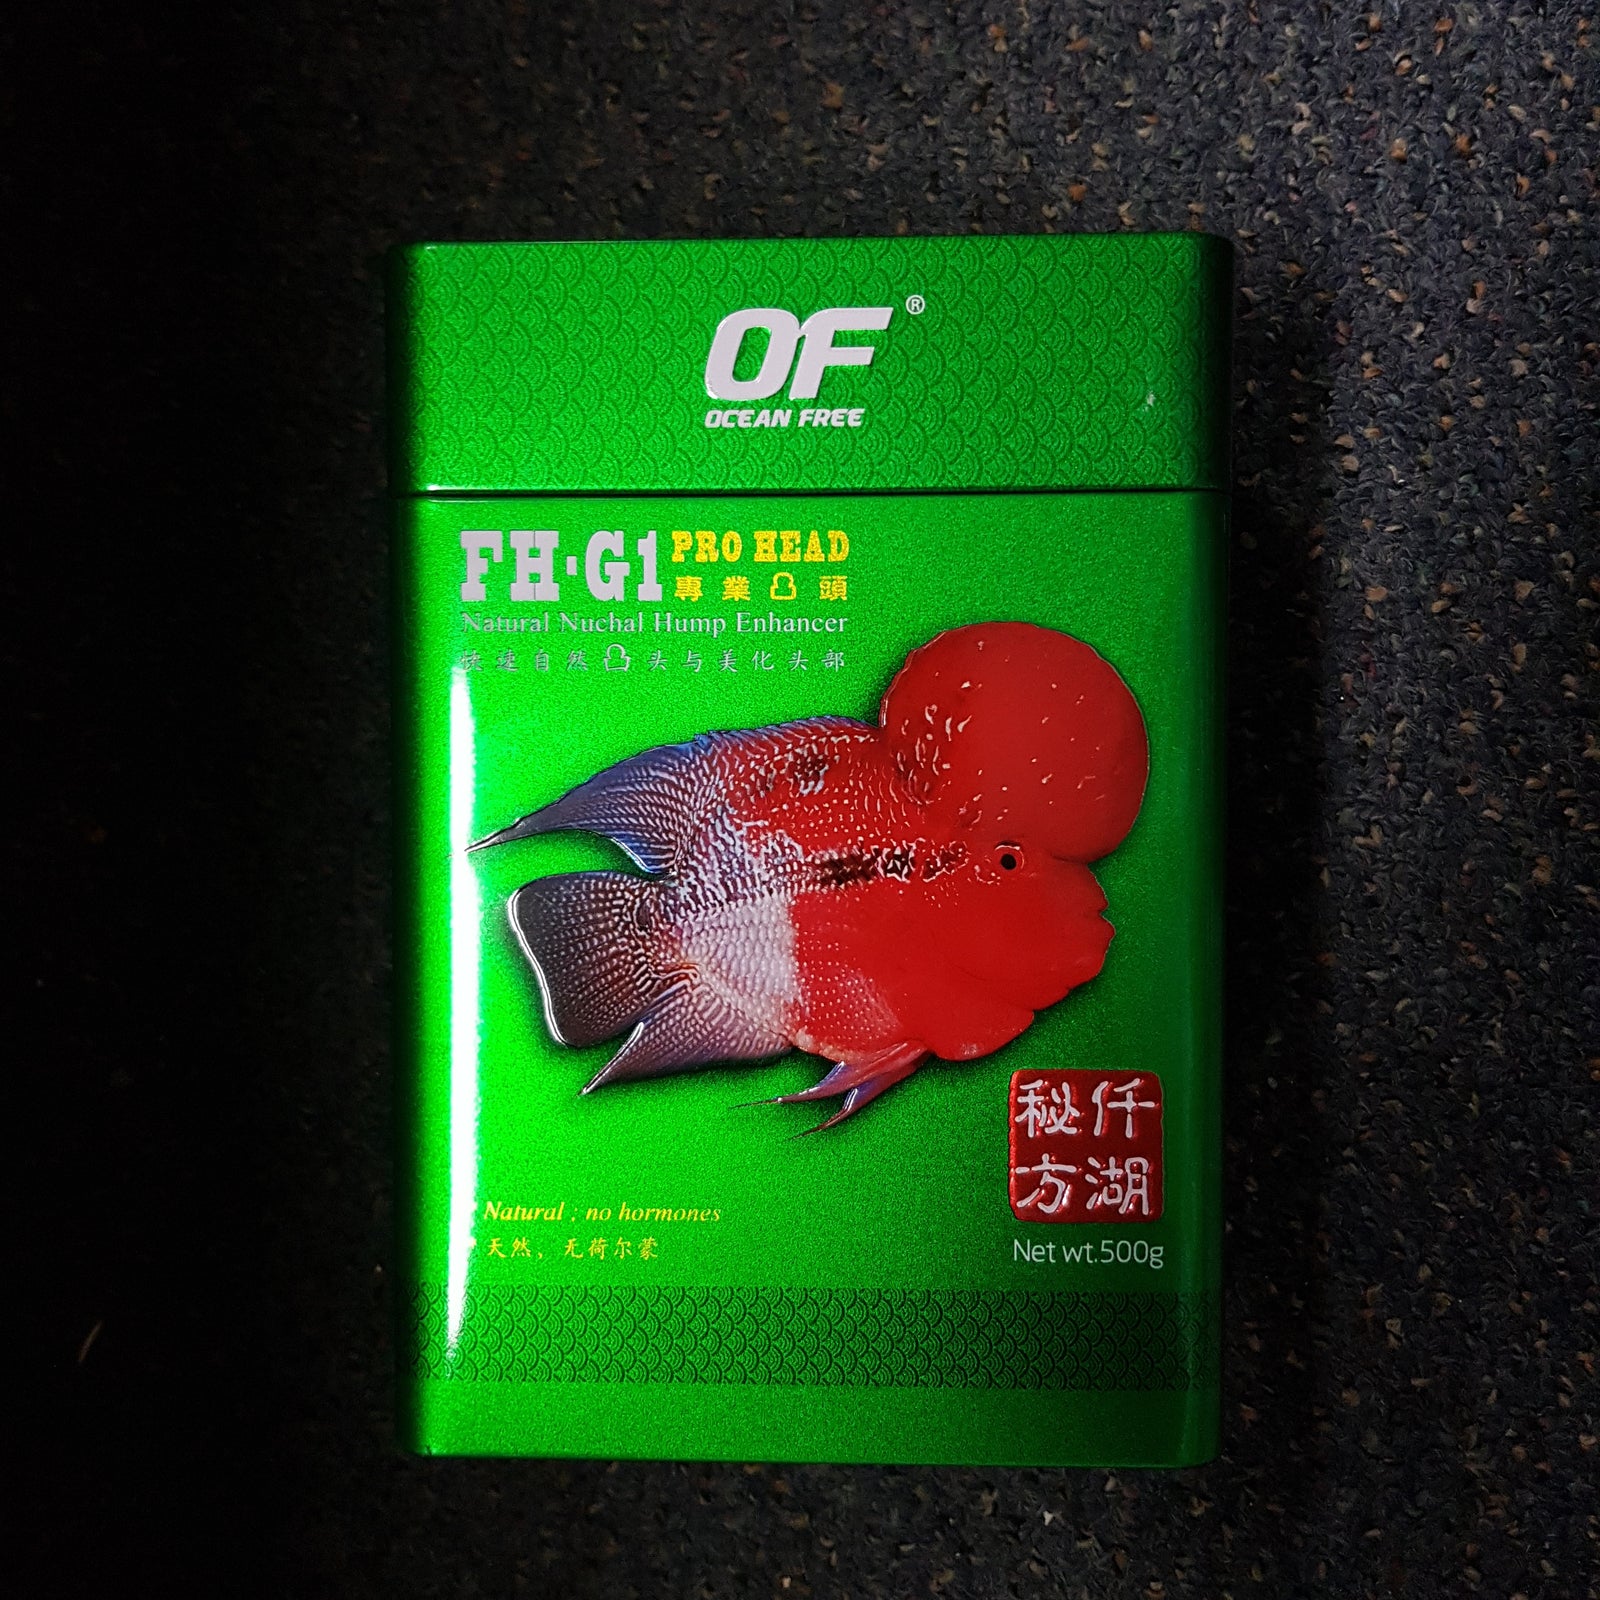 OF®
OCEAN FREE
FH·G1 PRO HEAD
專業凸頭
Natural Nuchal Hump Enhancer
快速自然凸头与美化头部
秘仟
方湖
Natural ; no hormones
天然，无荷尔蒙
Net wt.500g